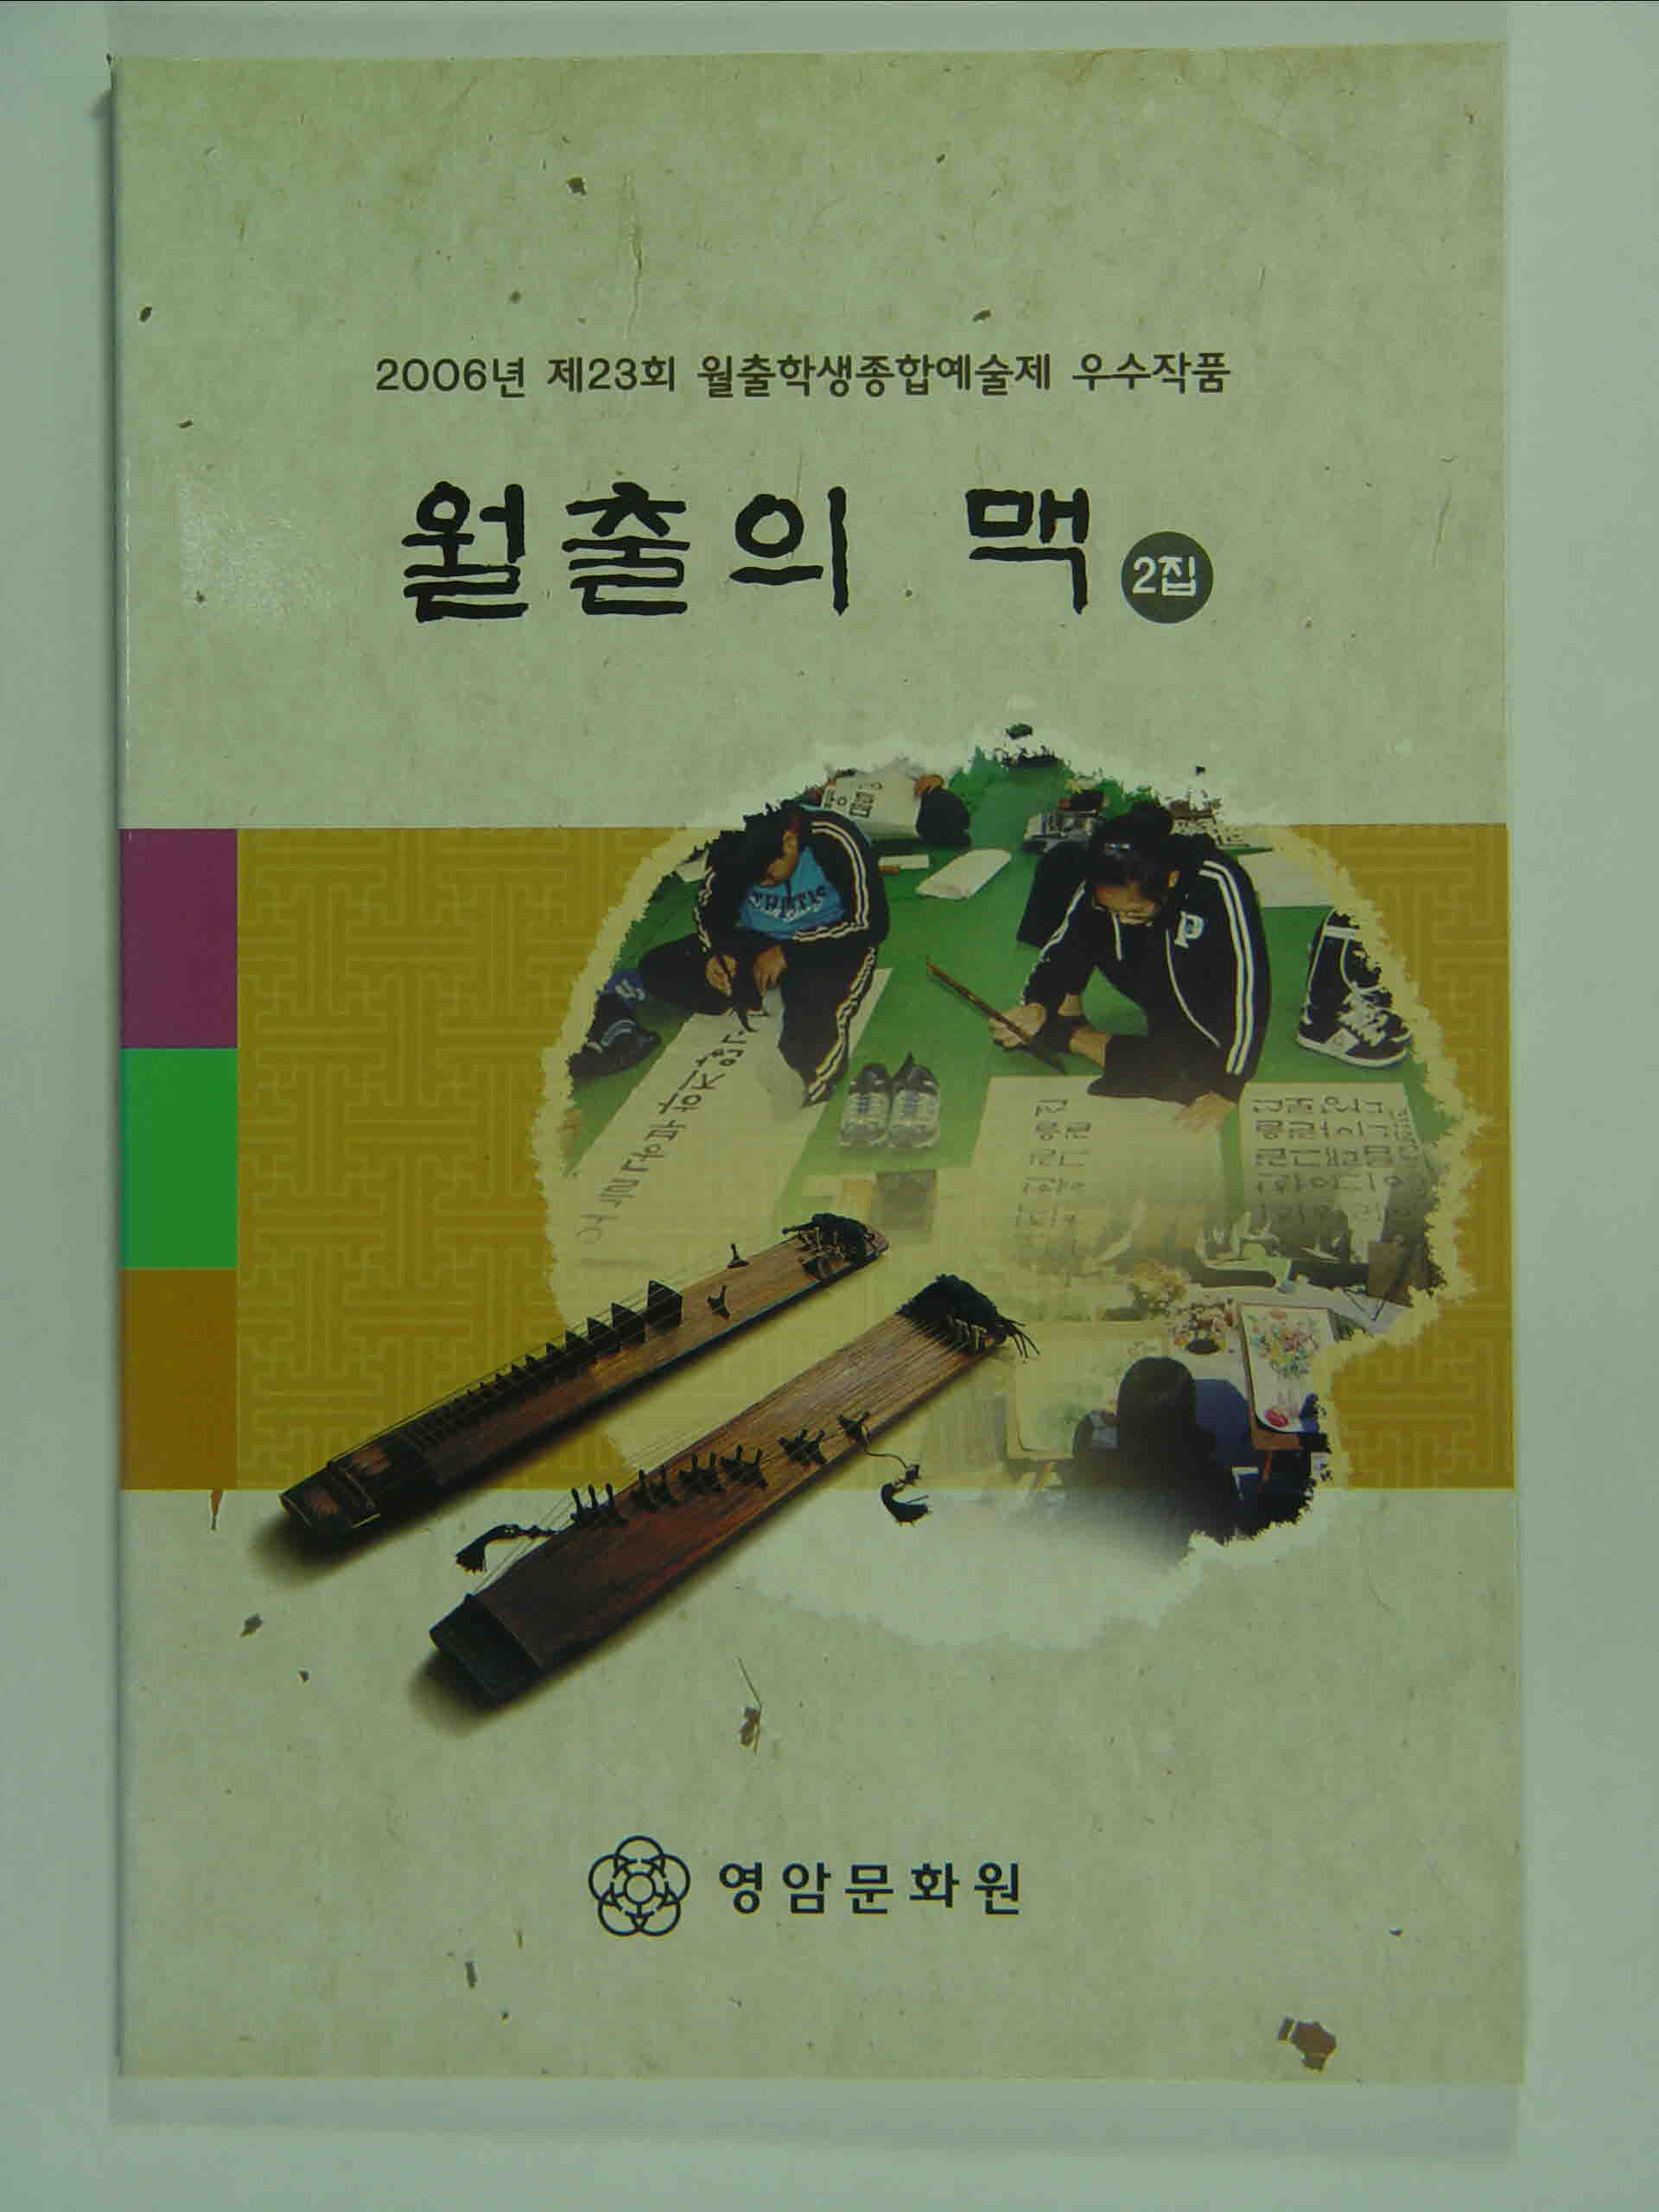 2006년 제23회 월출학생종합예술제 우수작품
월출의 맥 2집
영암문화원